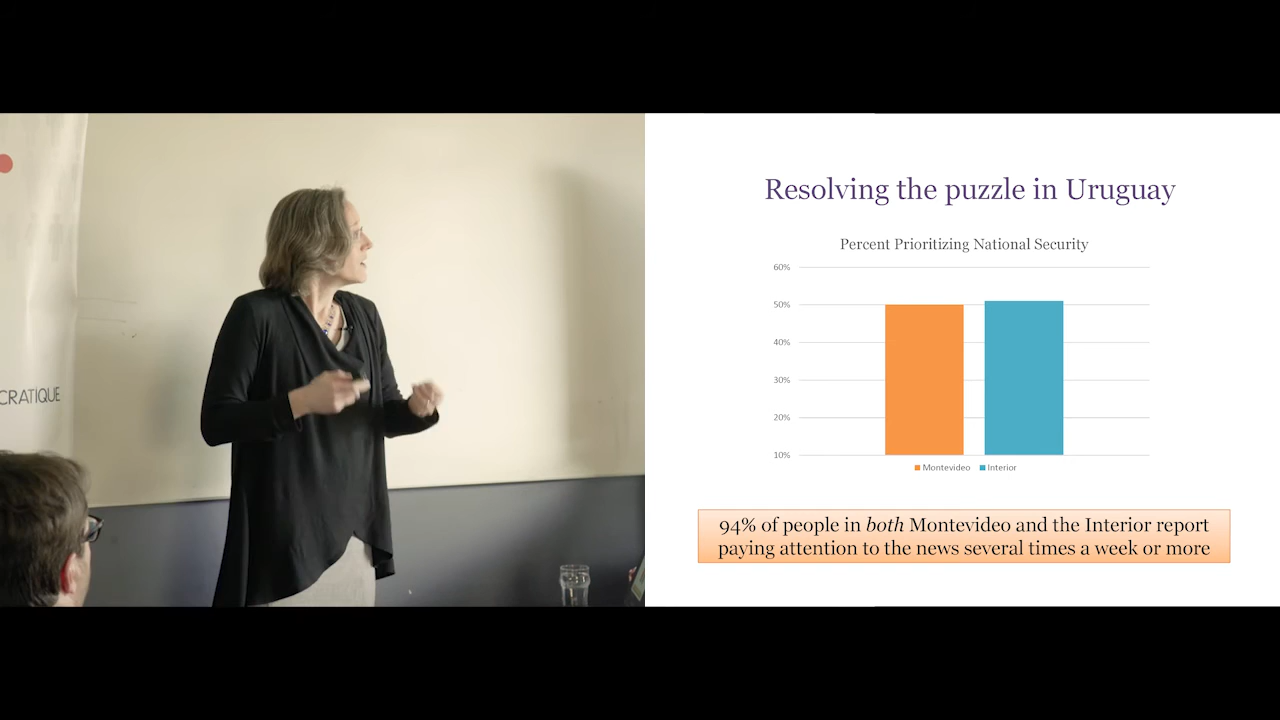 CRATIQUE
Resolving the puzzle in Uruguay
Percent Prioritizing National Security
60%
50%
40%
30%
20%
10%
Montevideo Interior
94% of people in both Montevideo and the Interior report
paying attention to the news several times a week or more